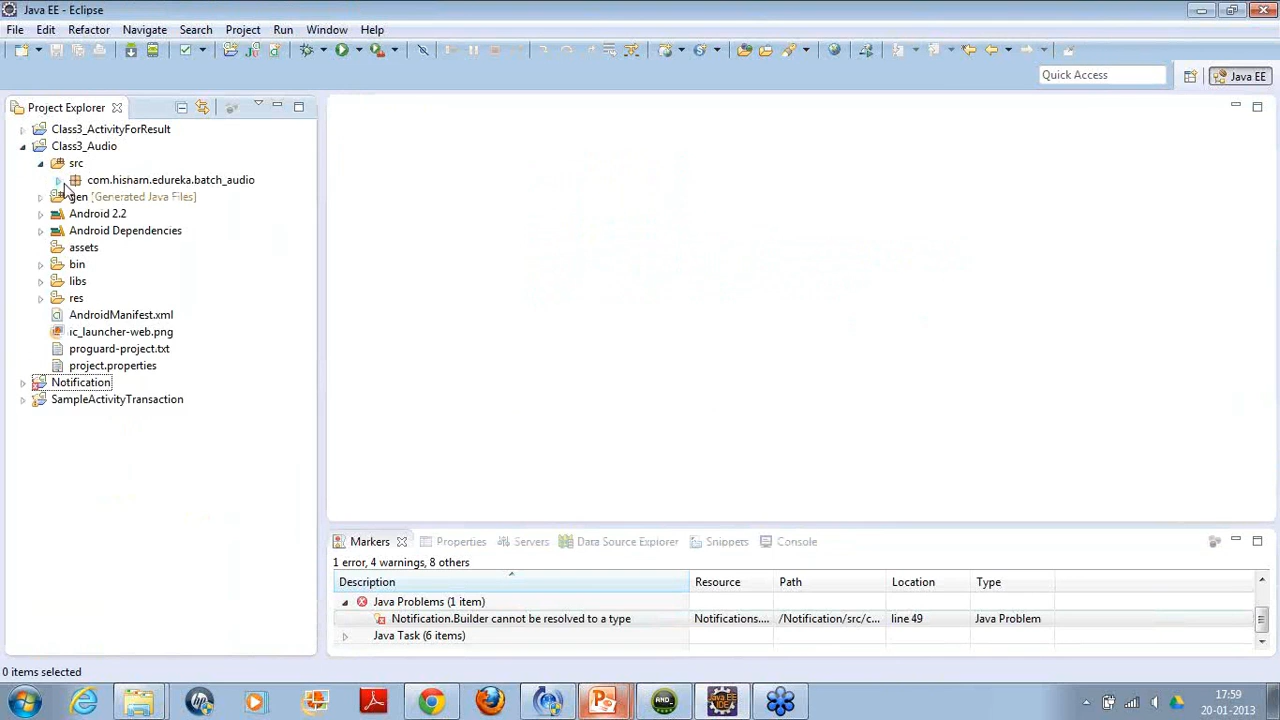 Java EE - Eclipse
File Edit Refactor Navigate Search Project Run Window Help
Quick Access
Java EE
Project Explorer
Class3_ActivityForResult
Class3_Audio
src
com.hisham.edureka.batch_audio
gen [Generated Java Files]
Android 2.2
Android Dependencies
assets
bin
libs
res
AndroidManifest.xml
ic_launcher-web.png
proguard-project.txt
project.properties
Notification
SampleActivityTransaction
Markers Properties Servers Data Source Explorer Snippets Console
1 error, 4 warnings, 8 others
Description Resource Path Location Type
Java Problems (1 item)
Notification.Builder cannot be resolved to a type Notifications.... /Notification/src/c... line 49 Java Problem
Java Task (6 items)
0 items selected
17:59
20-01-2013